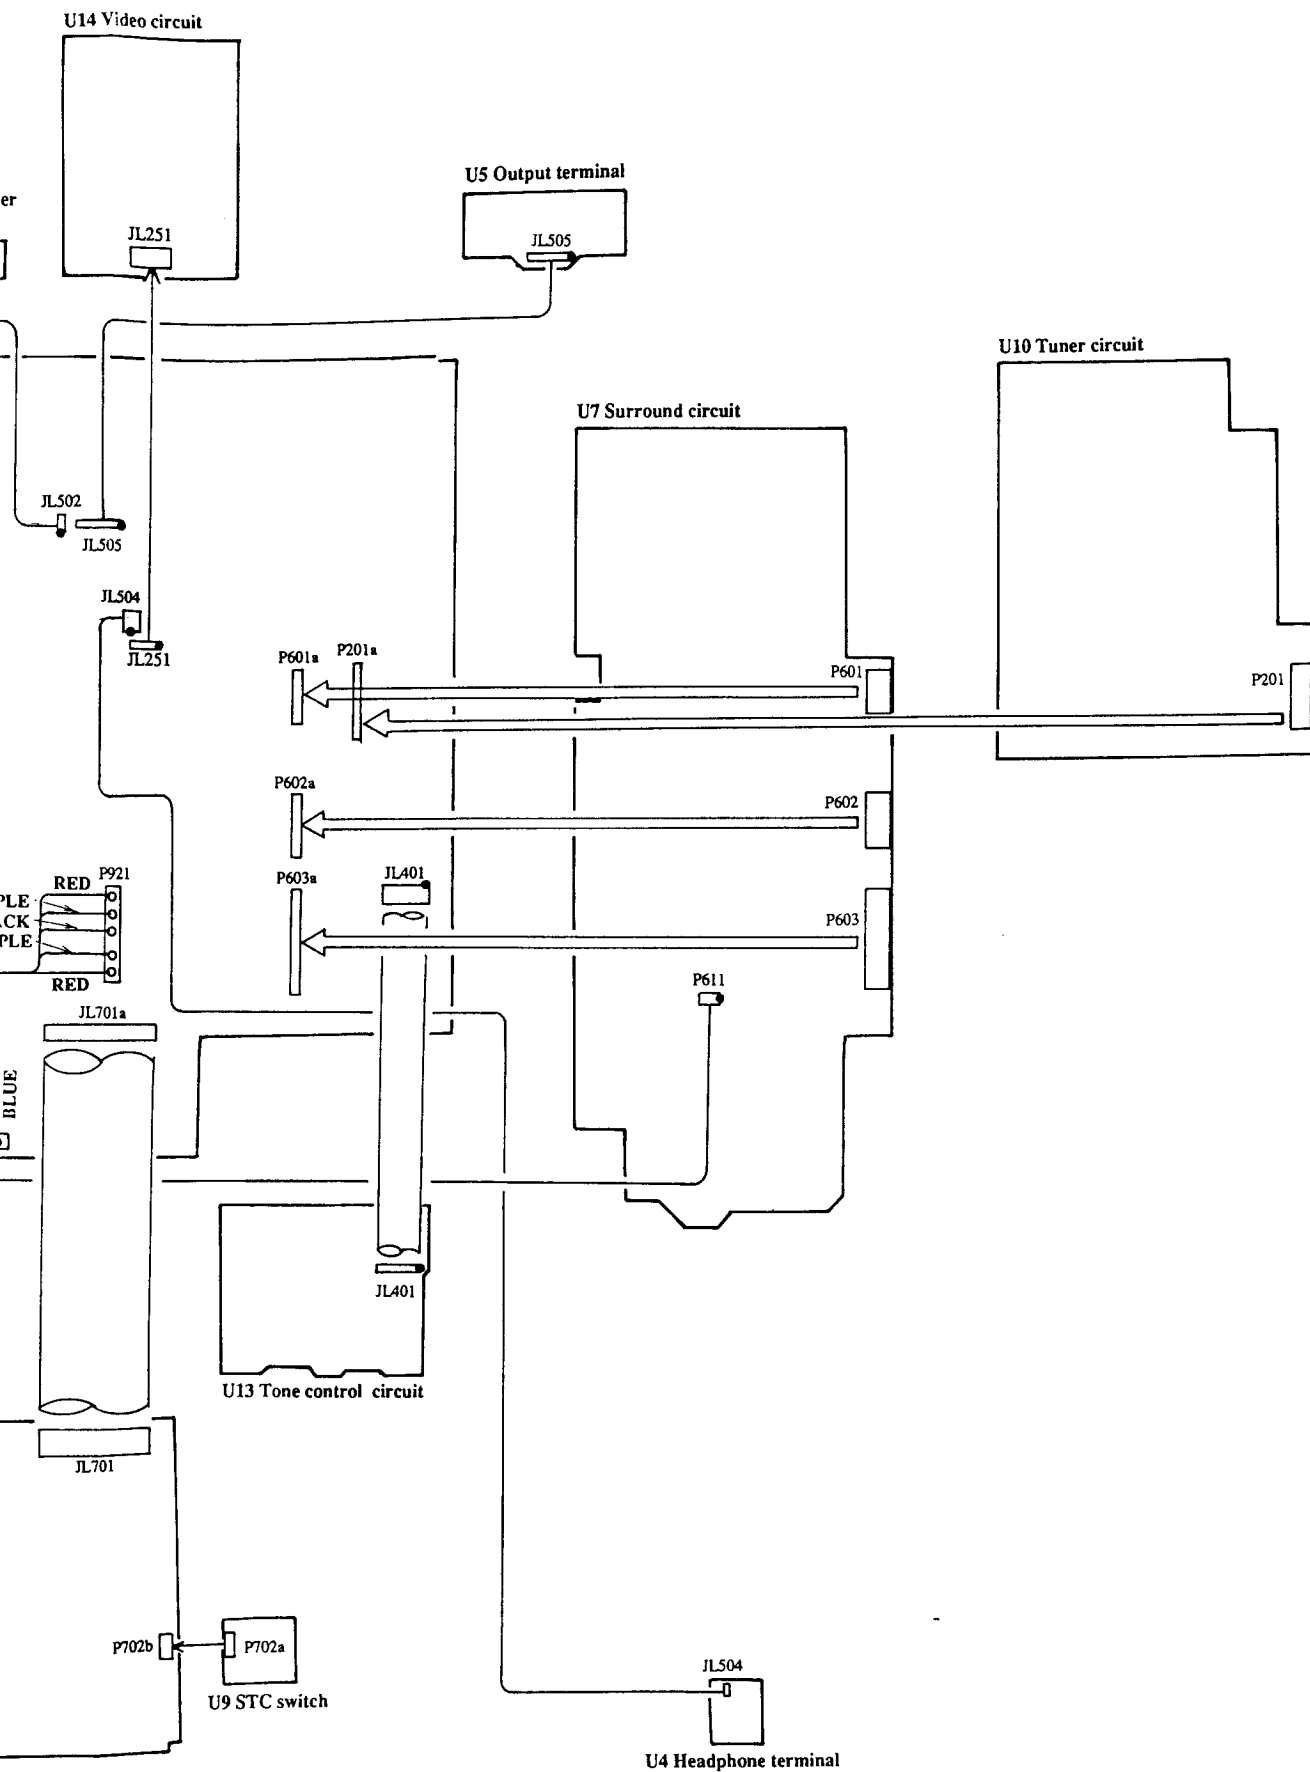 U14 Video circuit
U5 Output terminal
er
JL251
JL505
U10 Tuner circuit
U7 Surround circuit
JL502
JL505
JL504
JL251
P601a
P201a
P601
P201
P602a
P602
P603a
JL401
RED
P921
PLE
ACK
PLE
RED
P603
P611
JL701a
BLUE
JL401
U13 Tone control circuit
JL701
P702b
P702a
U9 STC switch
JL504
U4 Headphone terminal